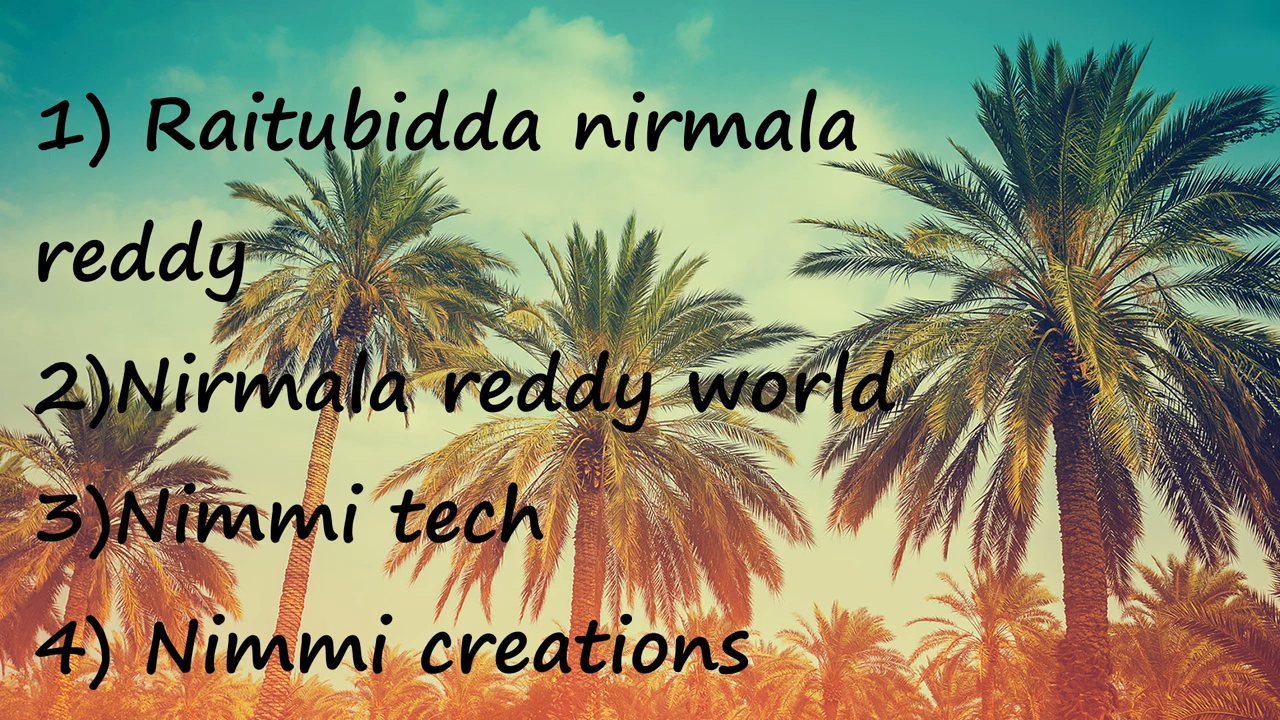 1) Raitubidda nirmala
reddy
2)Nirmala reddy world
3)Nimmi tech
4) Nimmi creations